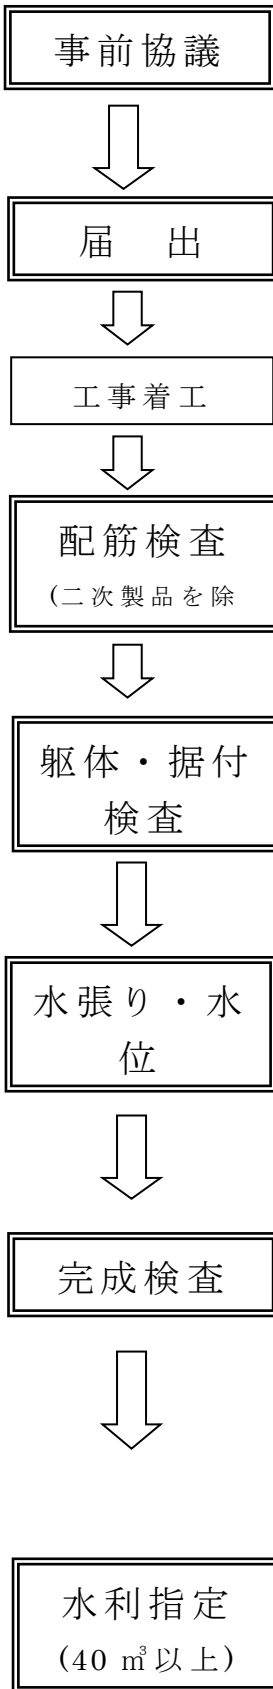 事前協議
届　出
工事着工
配筋検査
(二次製品を除
躯体・据付
検査
水張り・水
位
完成検査
水利指定
(40 ㎥以上)